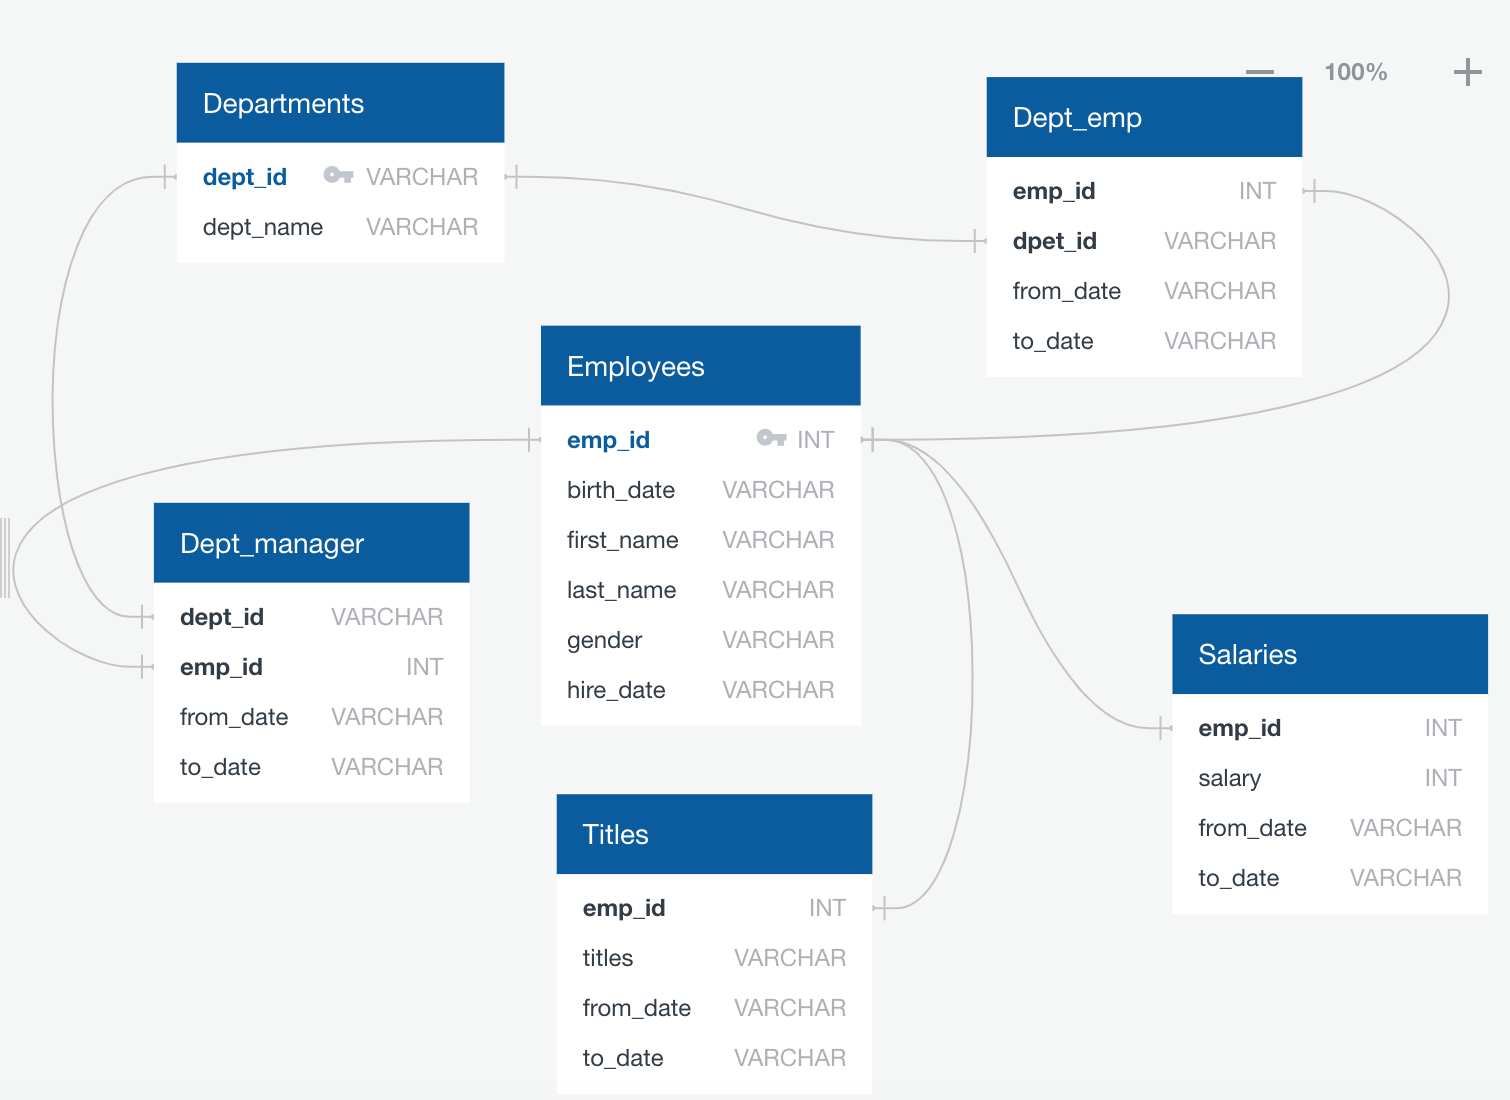 100%
Departments
dept_id VARCHAR
dept_name VARCHAR
Dept_emp
emp_id INT
dpet_id VARCHAR
from_date VARCHAR
to_date VARCHAR
Employees
emp_id INT
birth_date VARCHAR
first_name VARCHAR
last_name VARCHAR
gender VARCHAR
hire_date VARCHAR
Dept_manager
dept_id VARCHAR
emp_id INT
from_date VARCHAR
to_date VARCHAR
Salaries
emp_id INT
salary INT
from_date VARCHAR
to_date VARCHAR
Titles
emp_id INT
titles VARCHAR
from_date VARCHAR
to_date VARCHAR